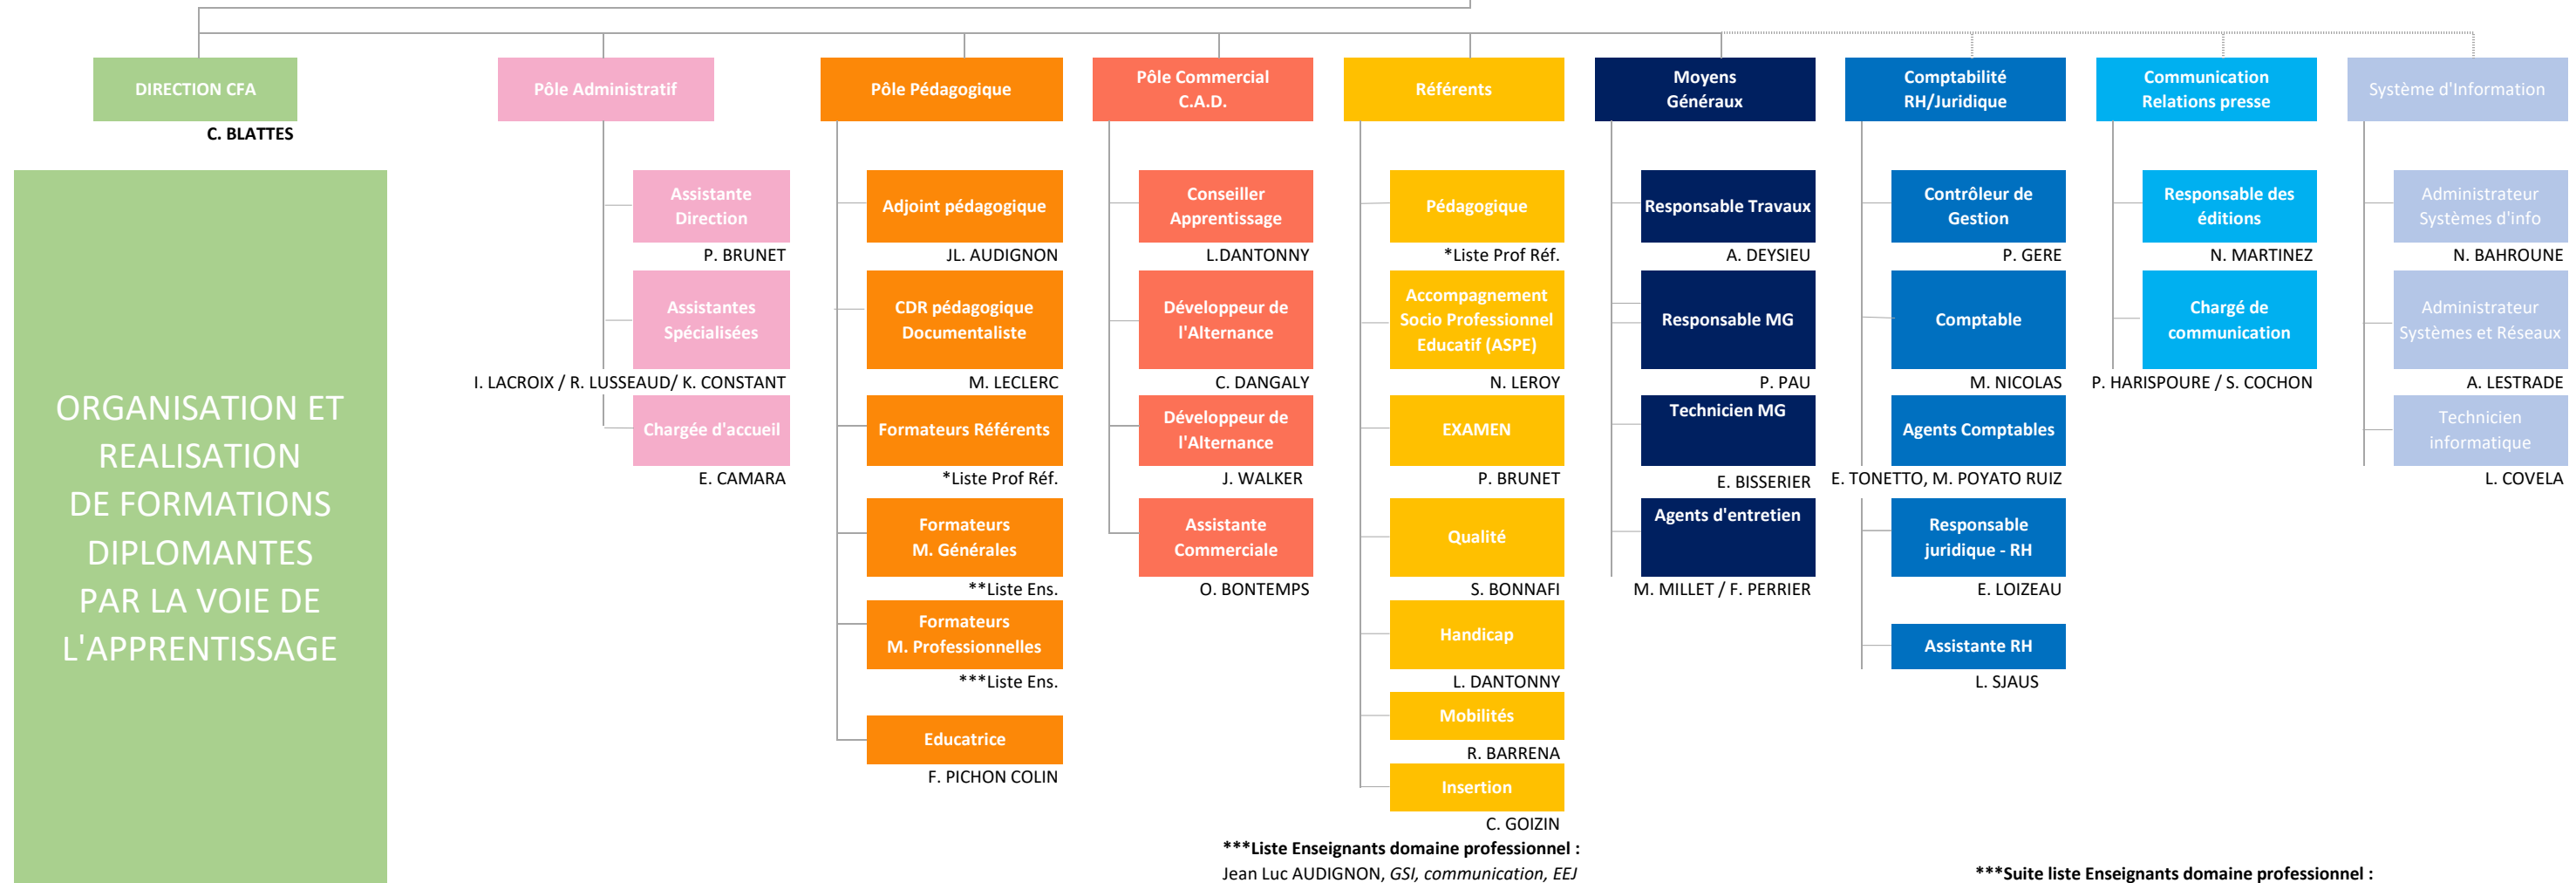 DIRECTION CFA
C. BLATTES
ORGANISATION ET
REALISATION
DE FORMATIONS
DIPLOMANTES
PAR LA VOIE DE
L'APPRENTISSAGE
Pôle Administratif
Assistante
Direction
P. BRUNET
Assistantes
Spécialisées
I. LACROIX / R. LUSSEAUD/ K. CONSTANT
Chargée d'accueil
E. CAMARA
Pôle Pédagogique
Adjoint pédagogique
JL. AUDIGNON
CDR pédagogique
Documentaliste
M. LECLERC
Formateurs Référents
*Liste Prof Réf.
Formateurs
M. Générales
**Liste Ens.
Formateurs
M. Professionnelles
***Liste Ens.
Educatrice
F. PICHON COLIN
Pôle Commercial
C.A.D.
Conseiller
Apprentissage
L.DANTONNY
Développeur de
l'Alternance
C. DANGALY
Développeur de
l'Alternance
J. WALKER
Assistante
Commerciale
O. BONTEMPS
Référents
Pédagogique
*Liste Prof Réf.
Accompagnement
Socio Professionnel
Educatif (ASPE)
N. LEROY
EXAMEN
P. BRUNET
Qualité
S. BONNAFI
Handicap
L. DANTONNY
Mobilités
R. BARRENA
Insertion
C. GOIZIN
Moyens
Généraux
Responsable Travaux
A. DEYSIEU
Responsable MG
P. PAU
Technicien MG
E. BISSERIER
Agents d'entretien
M. MILLET / F. PERRIER
Comptabilité
RH/Juridique
Contrôleur de
Gestion
P. GERE
Comptable
M. NICOLAS
Agents Comptables
E. TONETTO, M. POYATO RUIZ
Responsable
juridique - RH
E. LOIZEAU
Assistante RH
L. SJAUS
Communication
Relations presse
Responsable des
éditions
N. MARTINEZ
Chargé de
communication
P. HARISPOURE / S. COCHON
Système d'Information
Administrateur
Systèmes d'info
N. BAHROUNE
Administrateur
Systèmes et Réseaux
A. LESTRADE
Technicien
informatique
L. COVELA
***Liste Enseignants domaine professionnel :
Jean Luc AUDIGNON, GSI, communication, EEJ
***Suite liste Enseignants domaine professionnel :